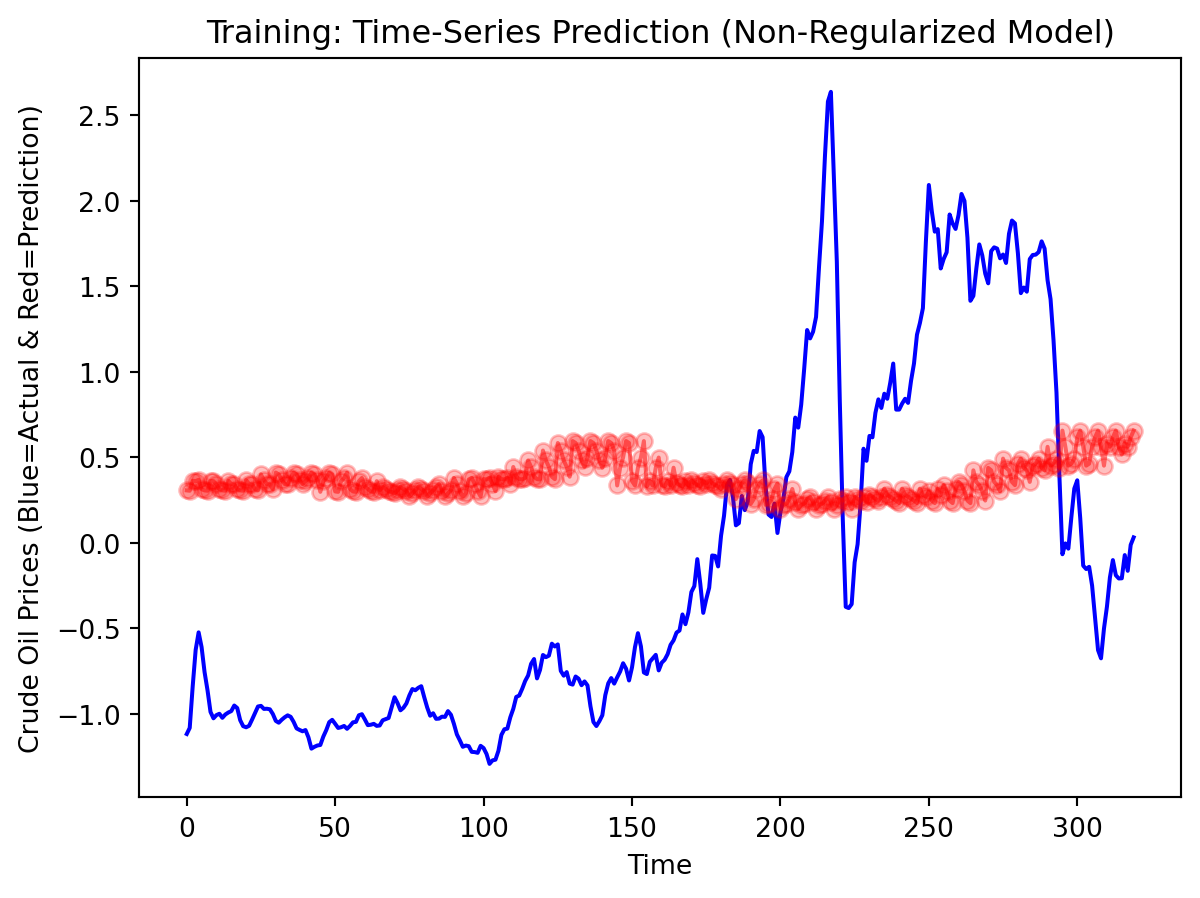 Training: Time-Series Prediction (Non-Regularized Model)
Crude Oil Prices (Blue=Actual & Red=Prediction)
2.5
2.0
1.5
1.0
0.5
0.0
−0.5
−1.0
0 50 100 150 200 250 300
Time